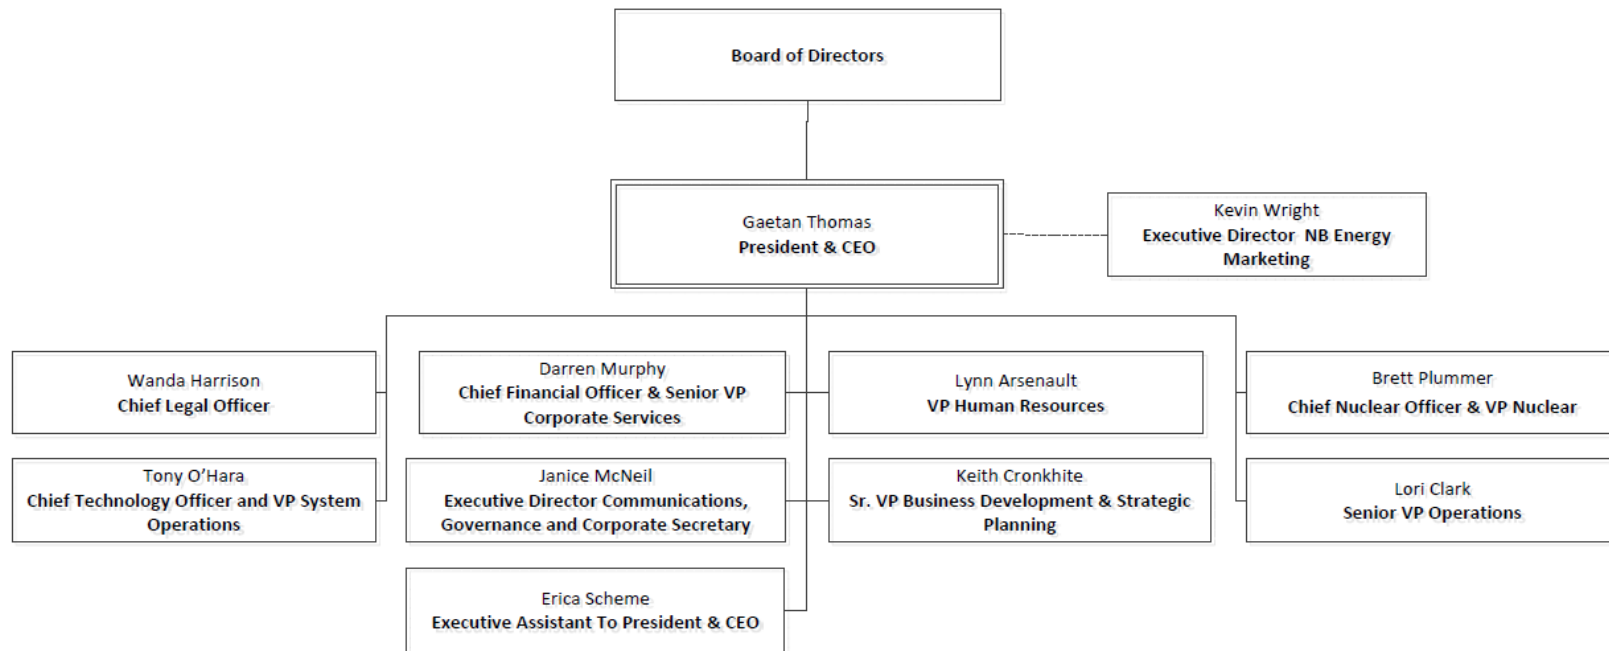 Board of Directors
Gaetan Thomas
President & CEO
Kevin Wright
Executive Director  NB Energy
Marketing
Wanda Harrison
Chief Legal Officer
Darren Murphy
Chief Financial Officer & Senior VP
Corporate Services
Lynn Arsenault
VP Human Resources
Brett Plummer
Chief Nuclear Officer & VP Nuclear
Tony O’Hara
Chief Technology Officer and VP System
Operations
Janice McNeil
Executive Director Communications,
Governance and Corporate Secretary
Keith Cronkhite
Sr. VP Business Development & Strategic
Planning
Lori Clark
Senior VP Operations
Erica Scheme
Executive Assistant To President & CEO